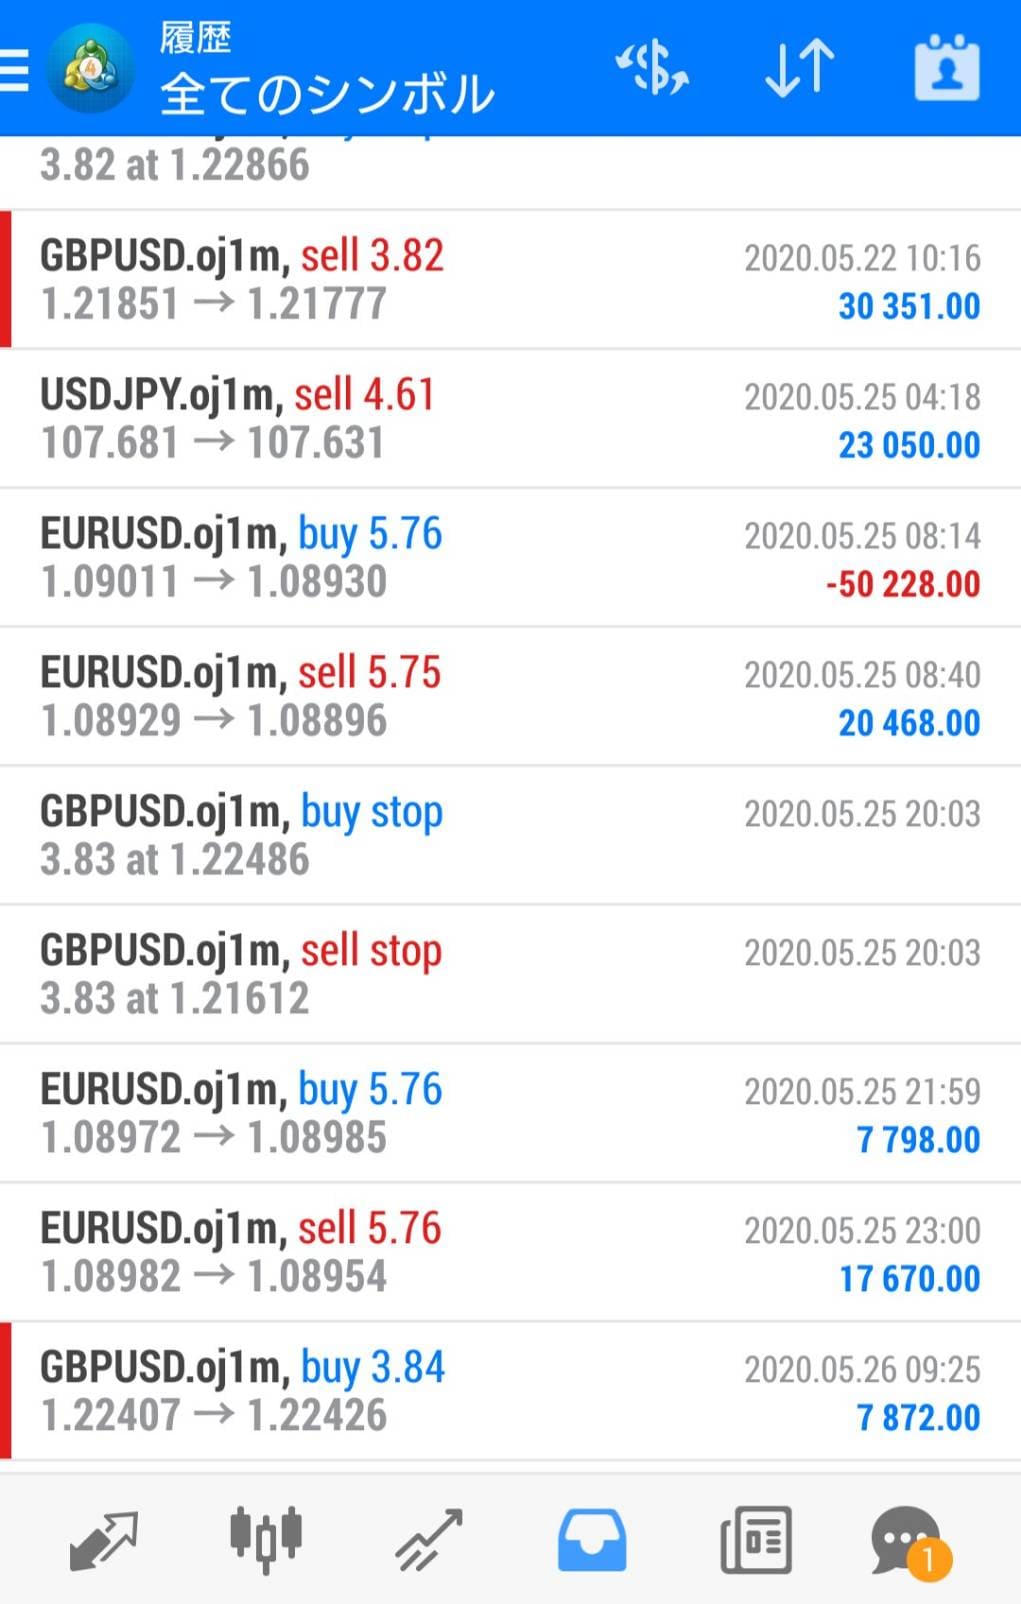 履歴
全てのシンボル
3.82 at 1.22866
GBPUSD.oj1m, sell 3.82
2020.05.22 10:16
1.21851 → 1.21777
30 351.00
USDJPY.oj1m, sell 4.61
2020.05.25 04:18
107.681 → 107.631
23 050.00
EURUSD.oj1m, buy 5.76
2020.05.25 08:14
1.09011 → 1.08930
-50 228.00
EURUSD.oj1m, sell 5.75
2020.05.25 08:40
1.08929 → 1.08896
20 468.00
GBPUSD.oj1m, buy stop
2020.05.25 20:03
3.83 at 1.22486
GBPUSD.oj1m, sell stop
2020.05.25 20:03
3.83 at 1.21612
EURUSD.oj1m, buy 5.76
2020.05.25 21:59
1.08972 → 1.08985
7 798.00
EURUSD.oj1m, sell 5.76
2020.05.25 23:00
1.08982 → 1.08954
17 670.00
GBPUSD.oj1m, buy 3.84
2020.05.26 09:25
1.22407 → 1.22426
7 872.00
1